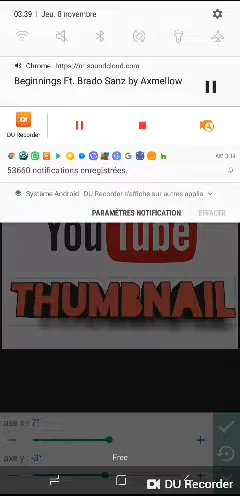 03:39 | Jeu. 8 novembre
Chrome • https://m.soundcloud.com
Beginnings Ft. Brado Sanz by Axmellow
DU Recorder
53660 notifications enregistrées.
Système Android DU Recorder s'affiche sur autres applis
PARAMÈTRES NOTIFICATION EFFACER
You Tube
THUMBNAIL
axe x : 7°
axe y : -3°
Free
DU Recorder